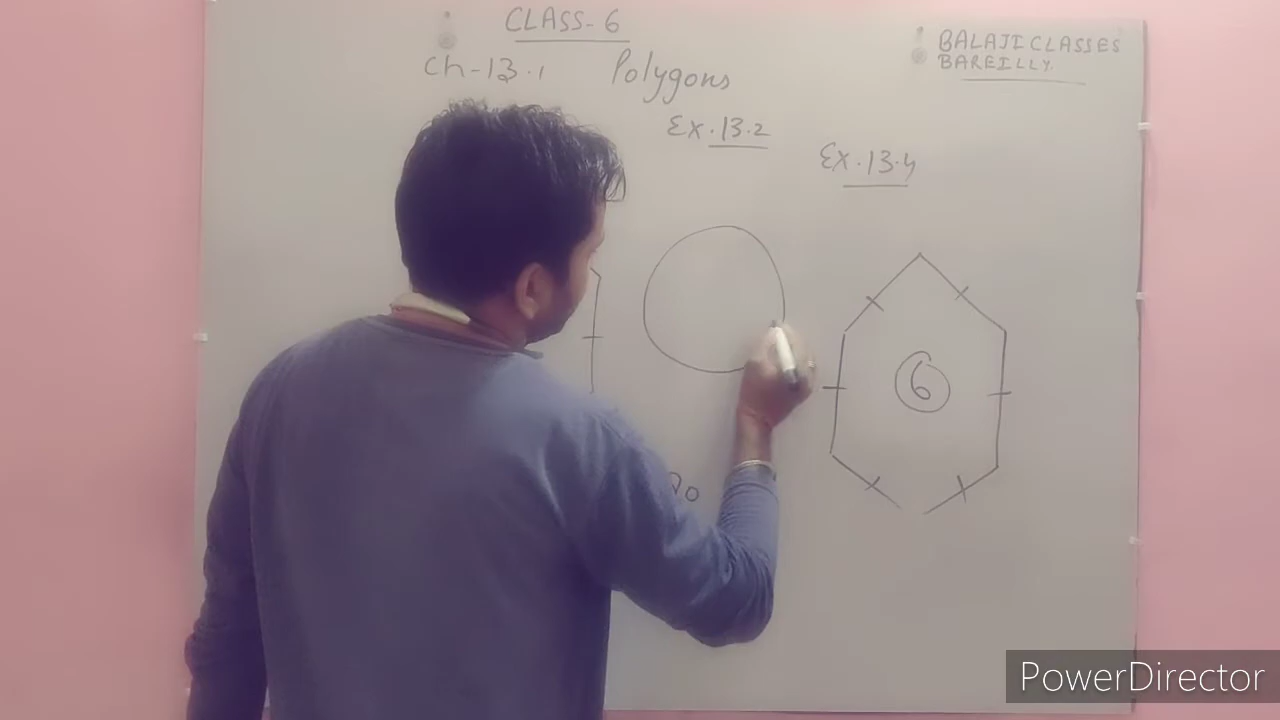 CLASS-6
BALAJI CLASSES
BAREILLY.
Ch-13.1 Polygons
Ex.13.2
Ex.13.4
6
PowerDirector